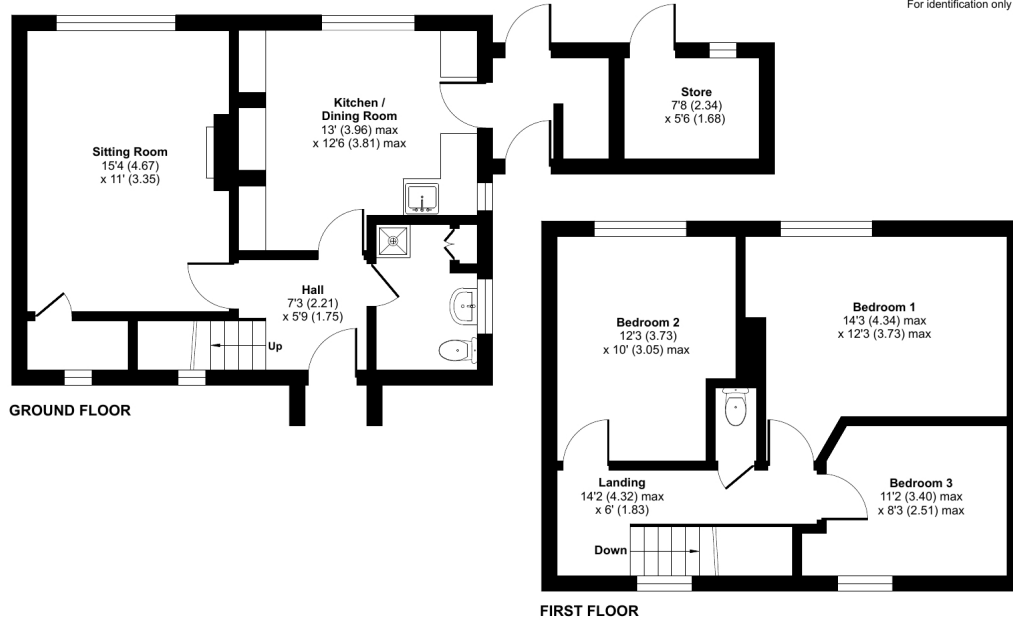 For identification only
Sitting Room
15'4 (4.67)
x 11' (3.35)
Kitchen /
Dining Room
13' (3.96) max
x 12'6 (3.81) max
Store
7'8 (2.34)
x 5'6 (1.68)
Hall
7'3 (2.21)
x 5'9 (1.75)
Up
GROUND FLOOR
Bedroom 2
12'3 (3.73)
x 10' (3.05) max
Bedroom 1
14'3 (4.34) max
x 12'3 (3.73) max
Landing
14'2 (4.32) max
x 6' (1.83)
Bedroom 3
11'2 (3.40) max
x 8'3 (2.51) max
Down
FIRST FLOOR